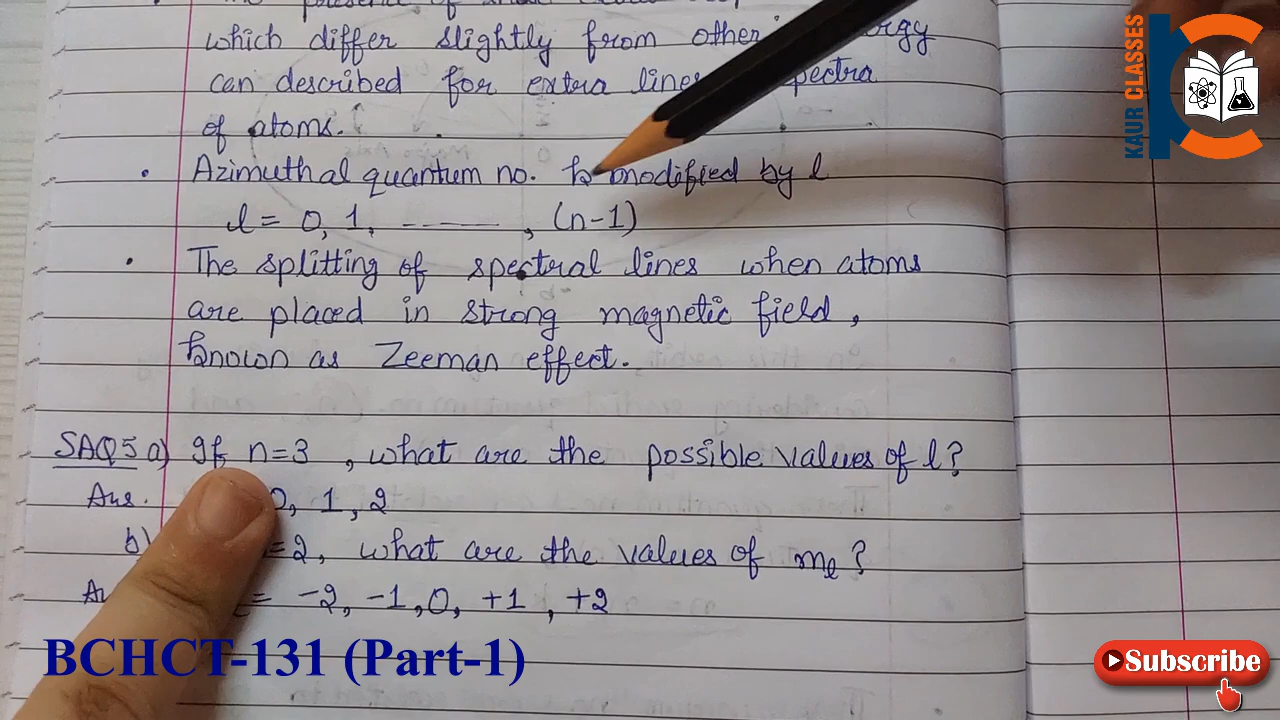 which differ slightly from other
can described for extra lines
of atoms.
• Azimuthal quantum no. k modified by l
l = 0, 1, ------ , (n-1)
• The splitting of spectral lines when atoms
are placed in strong magnetic field,
known as Zeeman effect.
SAQ5 a) If n=3, what are the possible values of l?
Ans. 0, 1, 2
b) =2, what are the values of ml?
= -2, -1, 0, +1, +2
BCHCT-131 (Part-1)
KAUR CLASSES
Subscribe